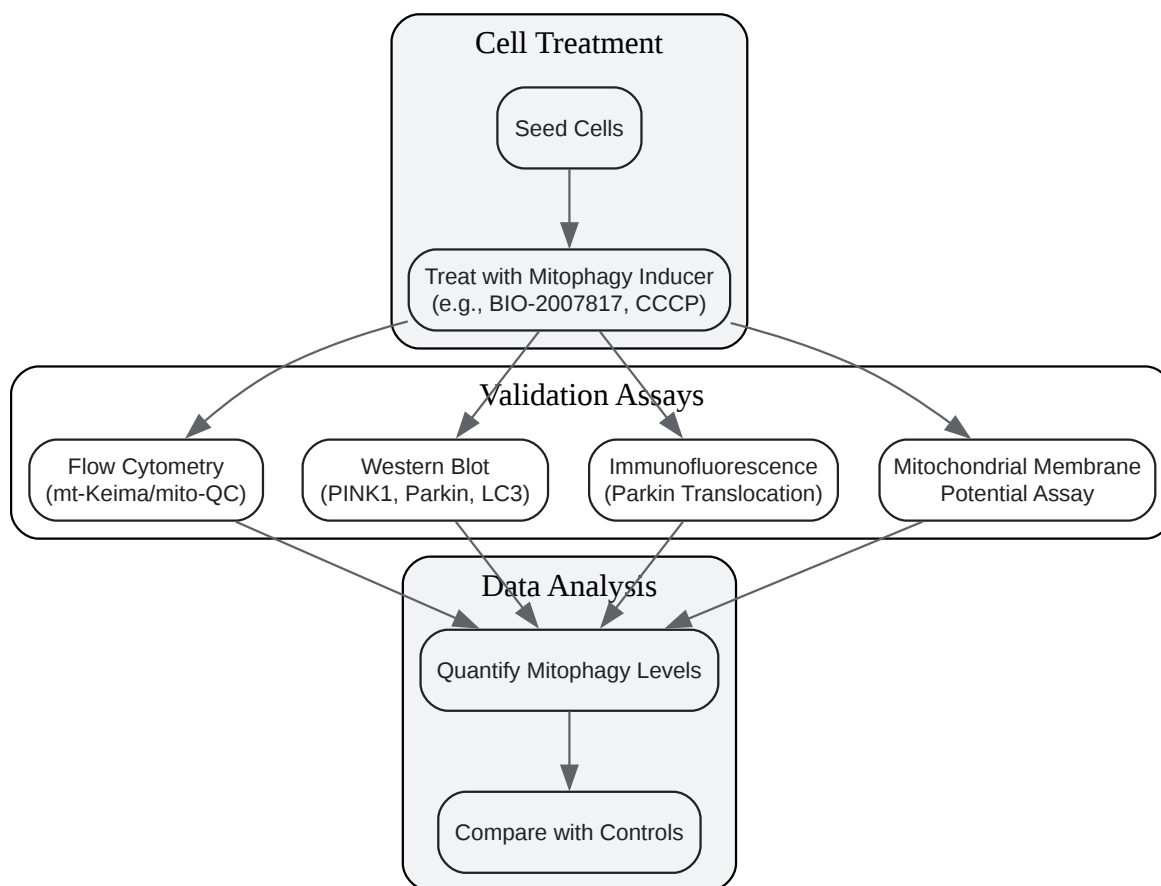 Cell Treatment
Seed Cells
Treat with Mitophagy Inducer
(e.g., BIO-2007817, CCCP)
Validation Assays
Flow Cytometry
(mt-Keima/mito-QC)
Western Blot
(PINK1, Parkin, LC3)
Immunofluorescence
(Parkin Translocation)
Mitochondrial Membrane
Potential Assay
Data Analysis
Quantify Mitophagy Levels
Compare with Controls